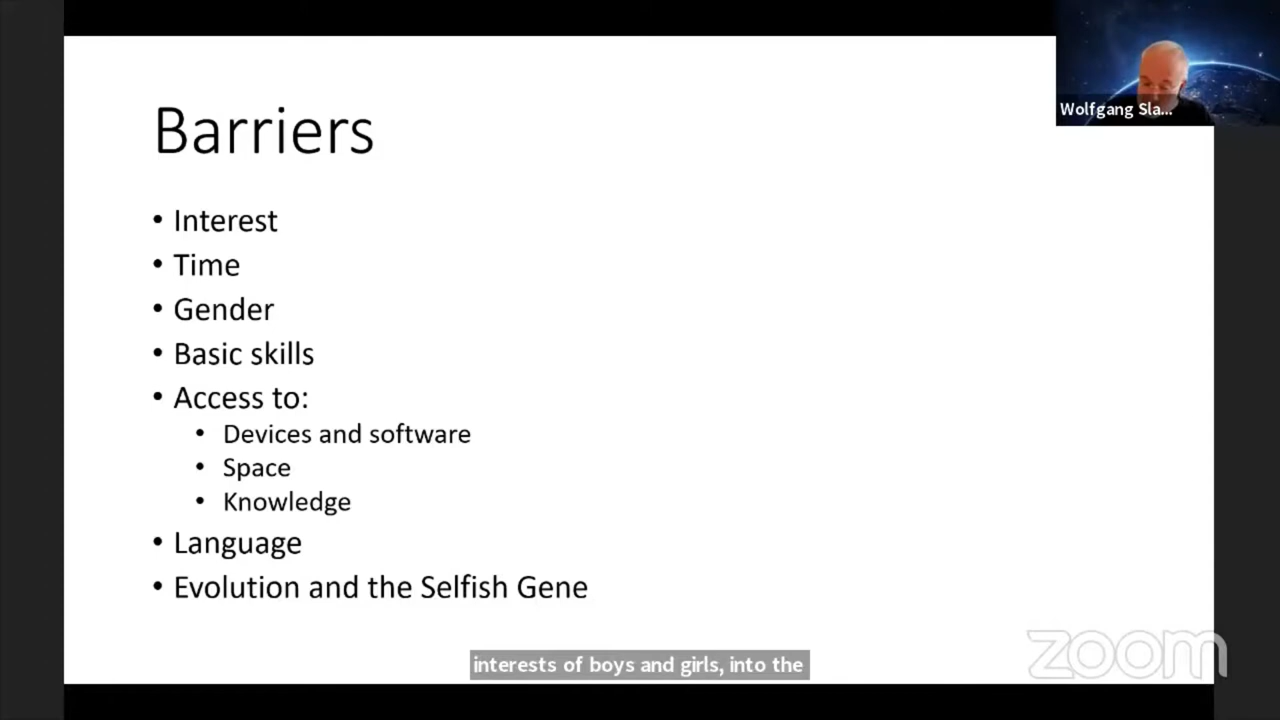 Wolfgang Sla...
Barriers
• Interest
• Time
• Gender
• Basic skills
• Access to:
• Devices and software
• Space
• Knowledge
• Language
• Evolution and the Selfish Gene
interests of boys and girls, into the
zoom